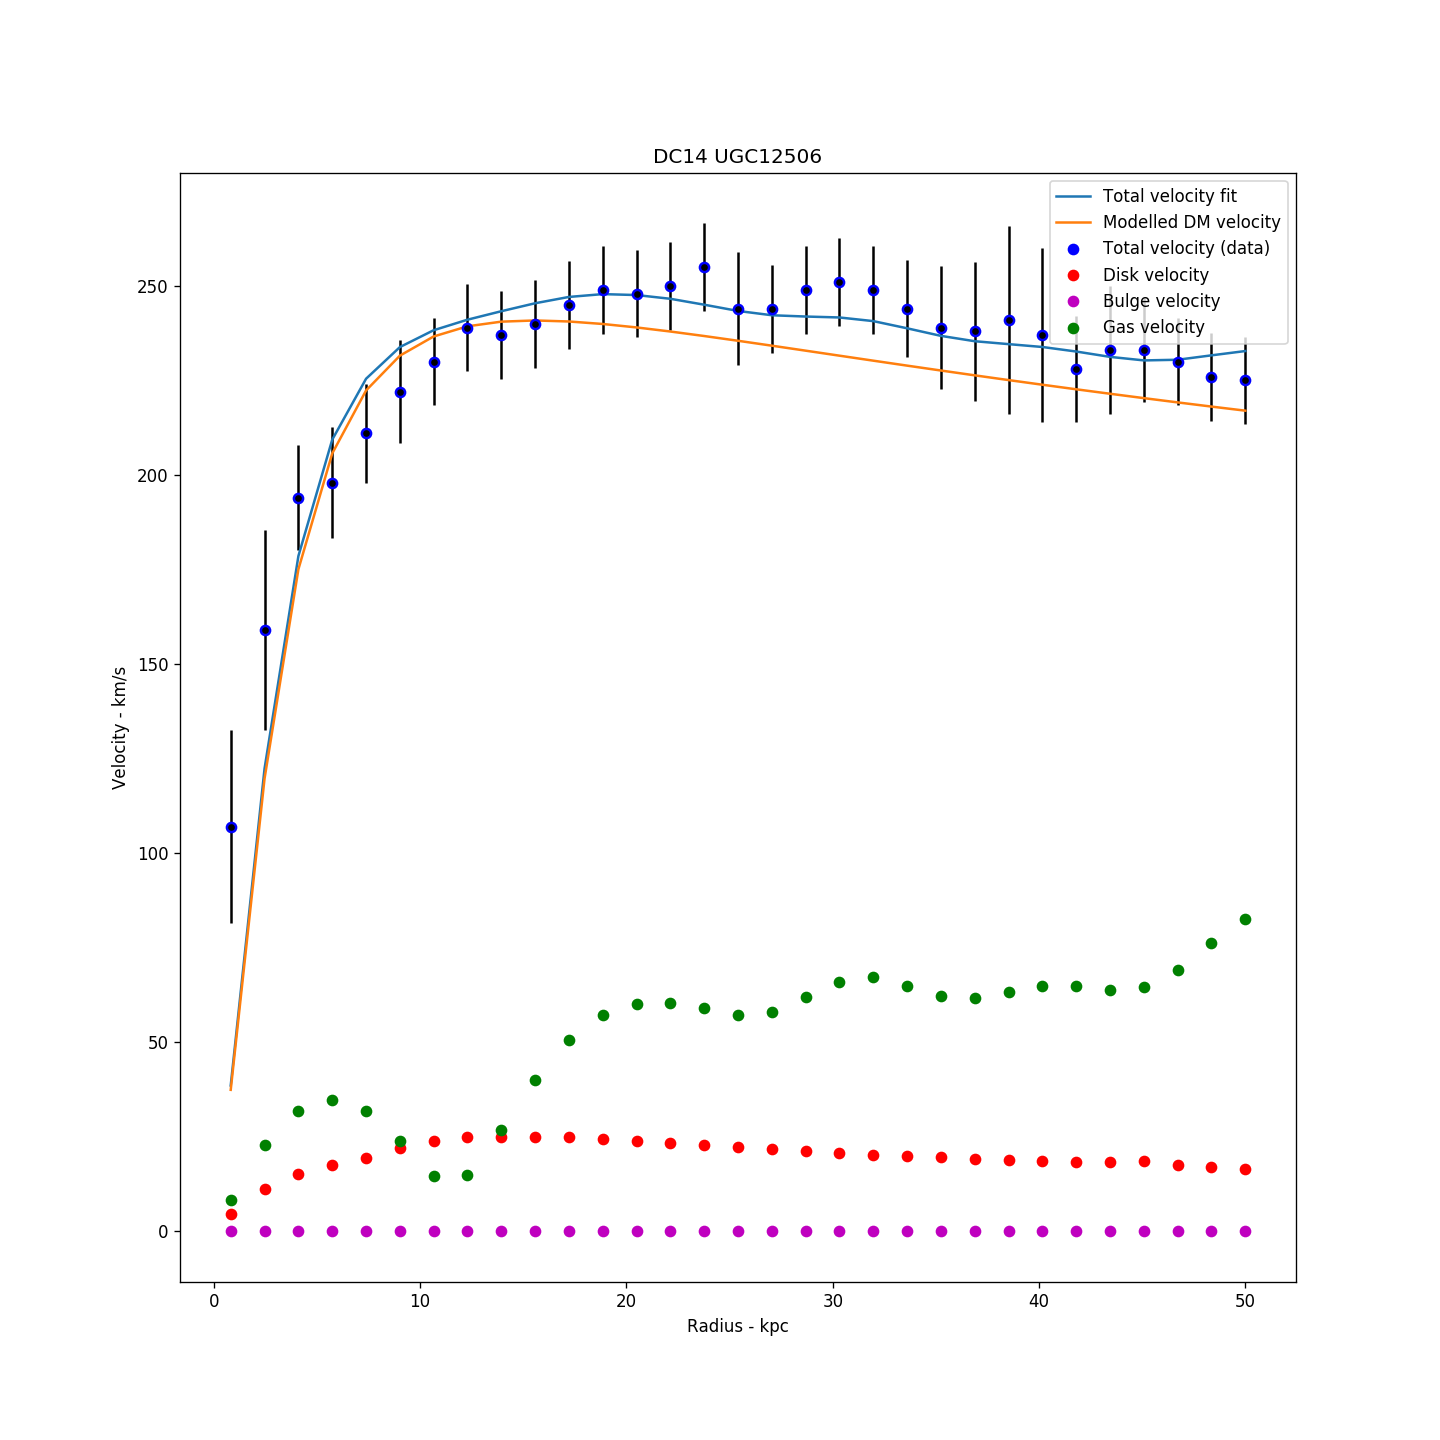 DC14 UGC12506
Total velocity fit
Modelled DM velocity
Total velocity (data)
Disk velocity
Bulge velocity
Gas velocity
250
200
150
100
50
0
Velocity - km/s
0 10 20 30 40 50
Radius - kpc